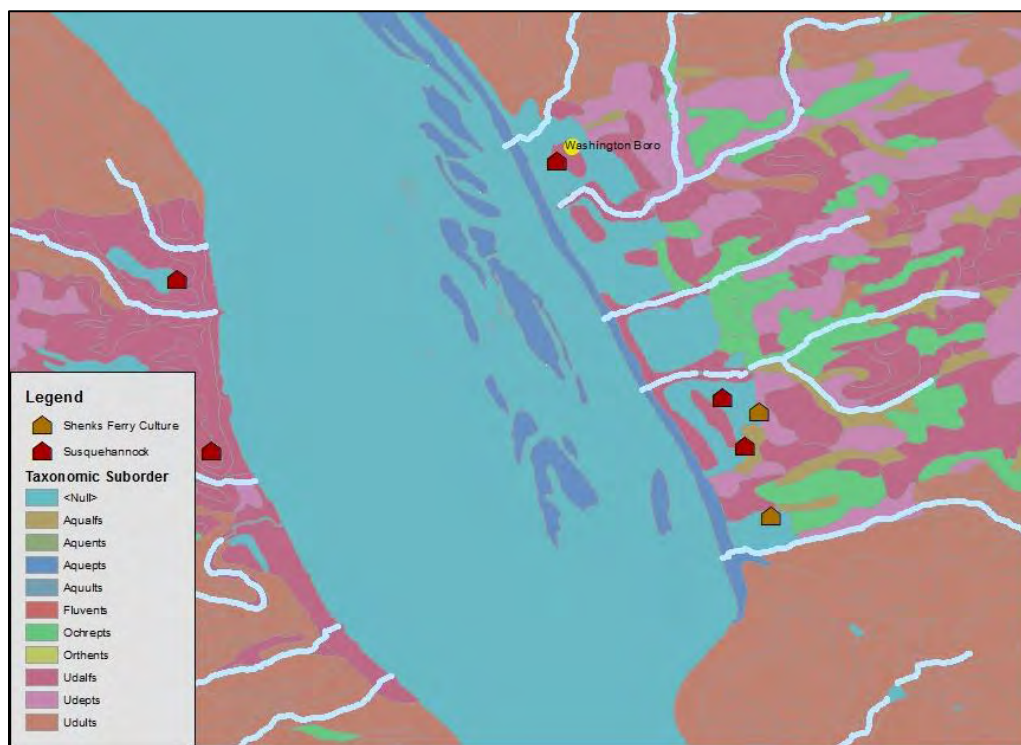 Washington Boro
Legend
Shenks Ferry Culture
Susquehannock
Taxonomic Suborder
<Null>
Aqualfs
Aquents
Aquepts
Aquults
Fluvents
Ochrepts
Orthents
Udalfs
Udepts
Udults